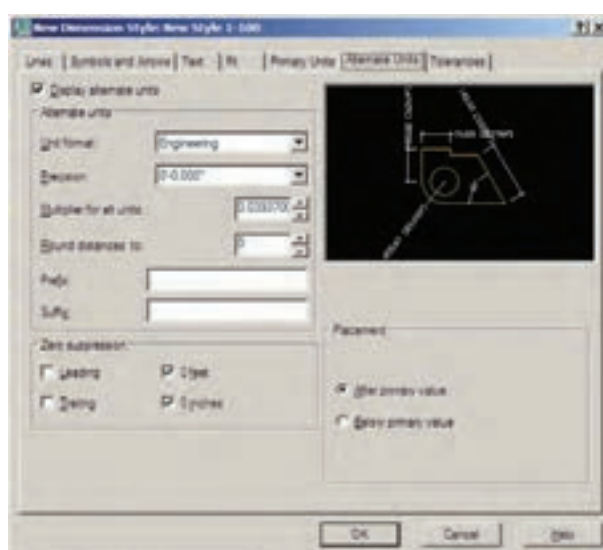 New Dimension Style: New Style 1-100
Lines Symbols and Arrows Text Fit Primary Units Alternate Units Tolerances
Display alternate units
Alternate units
Unit format: Engineering
Precision 0'-0.000"
Multiplier for alt units:
Round distances to: 0
Prefix:
Suffix:
Zero suppression
Leading 0 feet
Trailing 0 inches
Placement
After primary value
Below primary value
OK Cancel Help